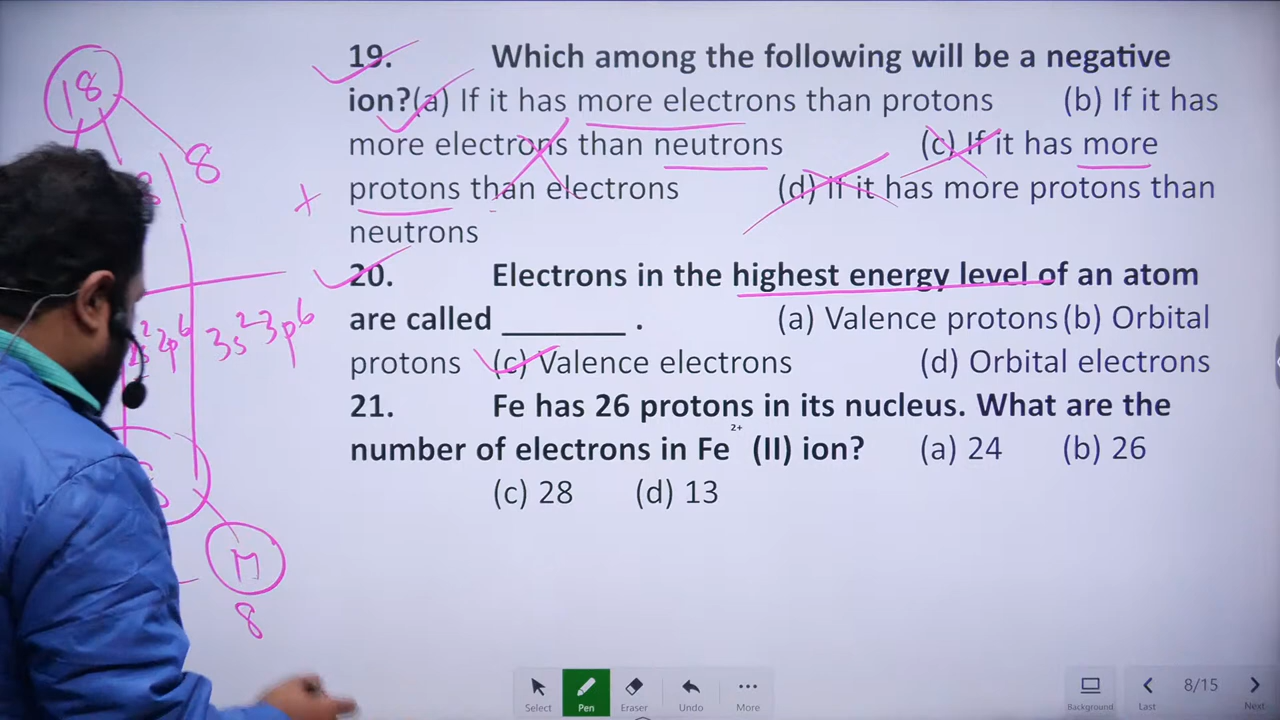 19. Which among the following will be a negative
ion?(a) If it has more electrons than protons (b) If it has
more electrons than neutrons (c) If it has more
protons than electrons (d) If it has more protons than
neutrons
20. Electrons in the highest energy level of an atom
are called _______ . (a) Valence protons(b) Orbital
protons (c) Valence electrons (d) Orbital electrons
21. Fe has 26 protons in its nucleus. What are the
number of electrons in Fe²⁺ (II) ion? (a) 24 (b) 26
(c) 28 (d) 13
18
8
2p⁶ 3s² 3p⁶
M
8
Select Pen Eraser Undo More
Background Last 8/15 Next